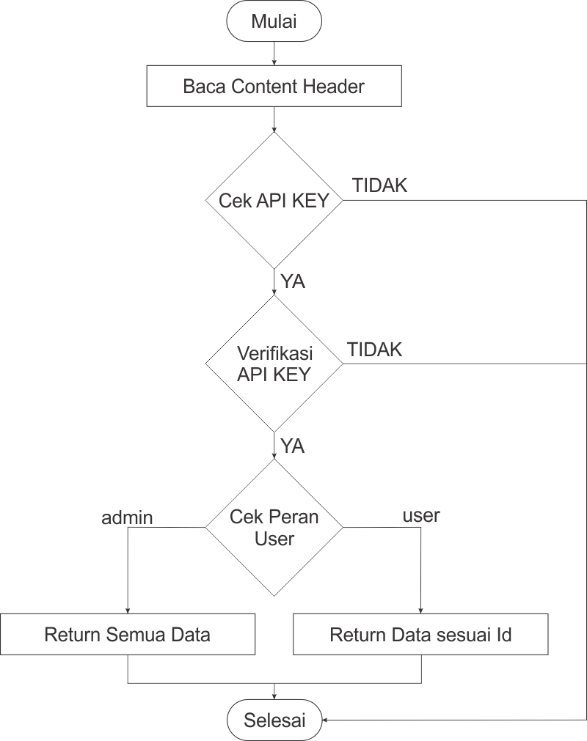 Mulai
Baca Content Header
Cek API KEY
TIDAK
YA
Verifikasi
API KEY
TIDAK
YA
Cek Peran
User
admin
user
Return Semua Data
Return Data sesuai Id
Selesai